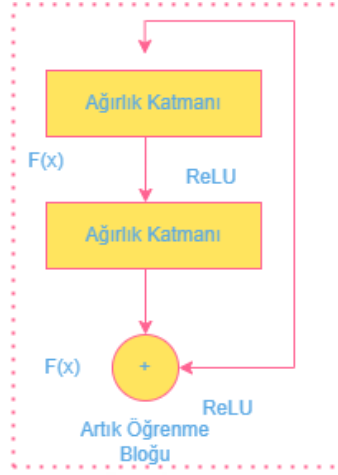 Ağırlık Katmanı
F(x)
ReLU
Ağırlık Katmanı
F(x)
+
ReLU
Artık Öğrenme
Bloğu